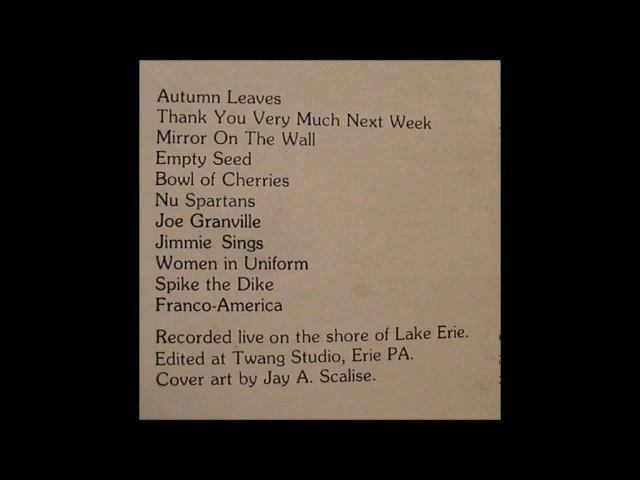 Autumn Leaves
Thank You Very Much Next Week
Mirror On The Wall
Empty Seed
Bowl of Cherries
Nu Spartans
Joe Granville
Jimmie Sings
Women in Uniform
Spike the Dike
Franco-America
Recorded live on the shore of Lake Erie.
Edited at Twang Studio, Erie PA.
Cover art by Jay A. Scalise.